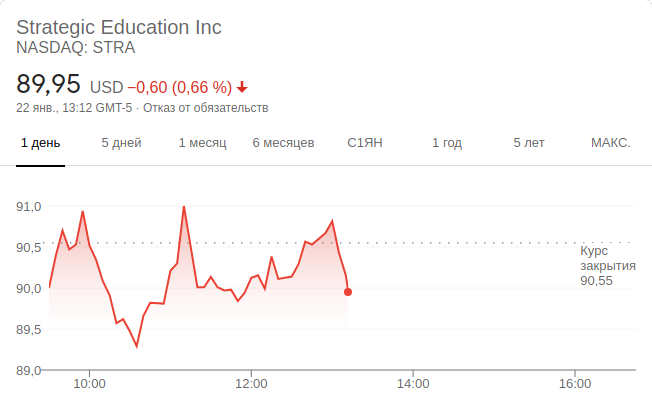 Strategic Education Inc
NASDAQ: STRA
89,95 USD −0,60 (0,66 %)
22 янв., 13:12 GMT-5 · Отказ от обязательств
1 день 5 дней 1 месяц 6 месяцев С1ЯН 1 год 5 лет МАКС.
91,0
90,5
Курс
закрытия
90,55
90,0
89,5
89,0
10:00 12:00 14:00 16:00